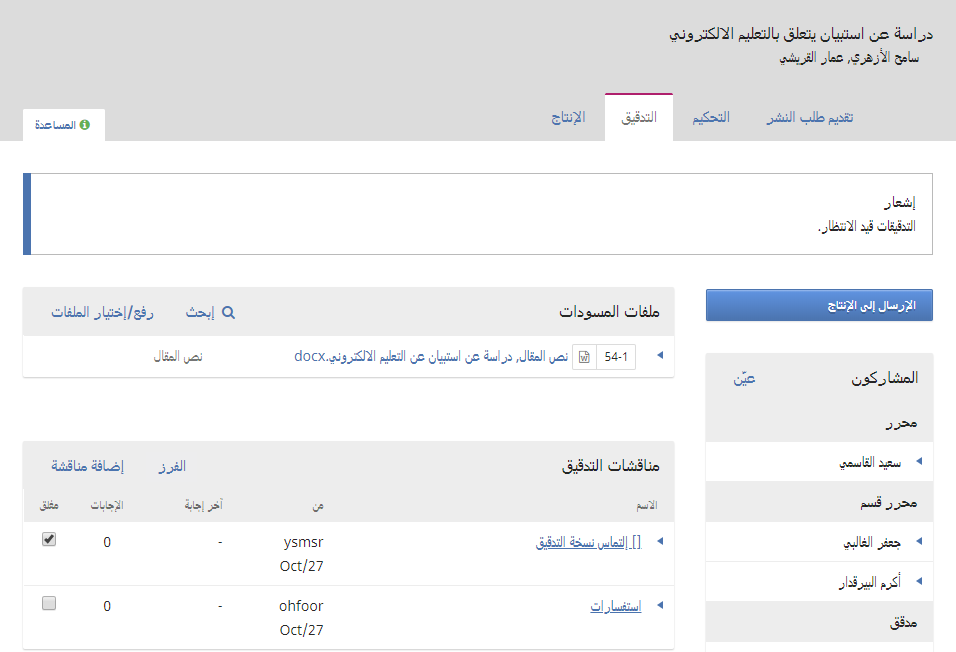 دراسة عن استبيان يتعلق بالتعليم الالكتروني
سامح الأزهري, عمار القريشي
تقديم طلب النشر
التحكيم
التدقيق
الإنتاج
المساعدة
إشعار
التدقيقات قيد الانتظار.
الإرسال إلى الإنتاج
المشاركون
عيّن
محرر
سعيد القاسمي
محرر قسم
جعفر الغالبي
أكرم البيرقدار
مدقق
ملفات المسودات
إبحث
رفع/إختيار الملفات
54-1 نص المقال, دراسة عن استبيان عن التعليم الالكتروني.docx نص المقال
مناقشات التدقيق
الفرز
إضافة مناقشة
الاسم من آخر إجابة الإجابات مغلق
[] إلتماس نسخة التدقيق ysmsr - 0
Oct/27
استفسارات ohfoor - 0
Oct/27